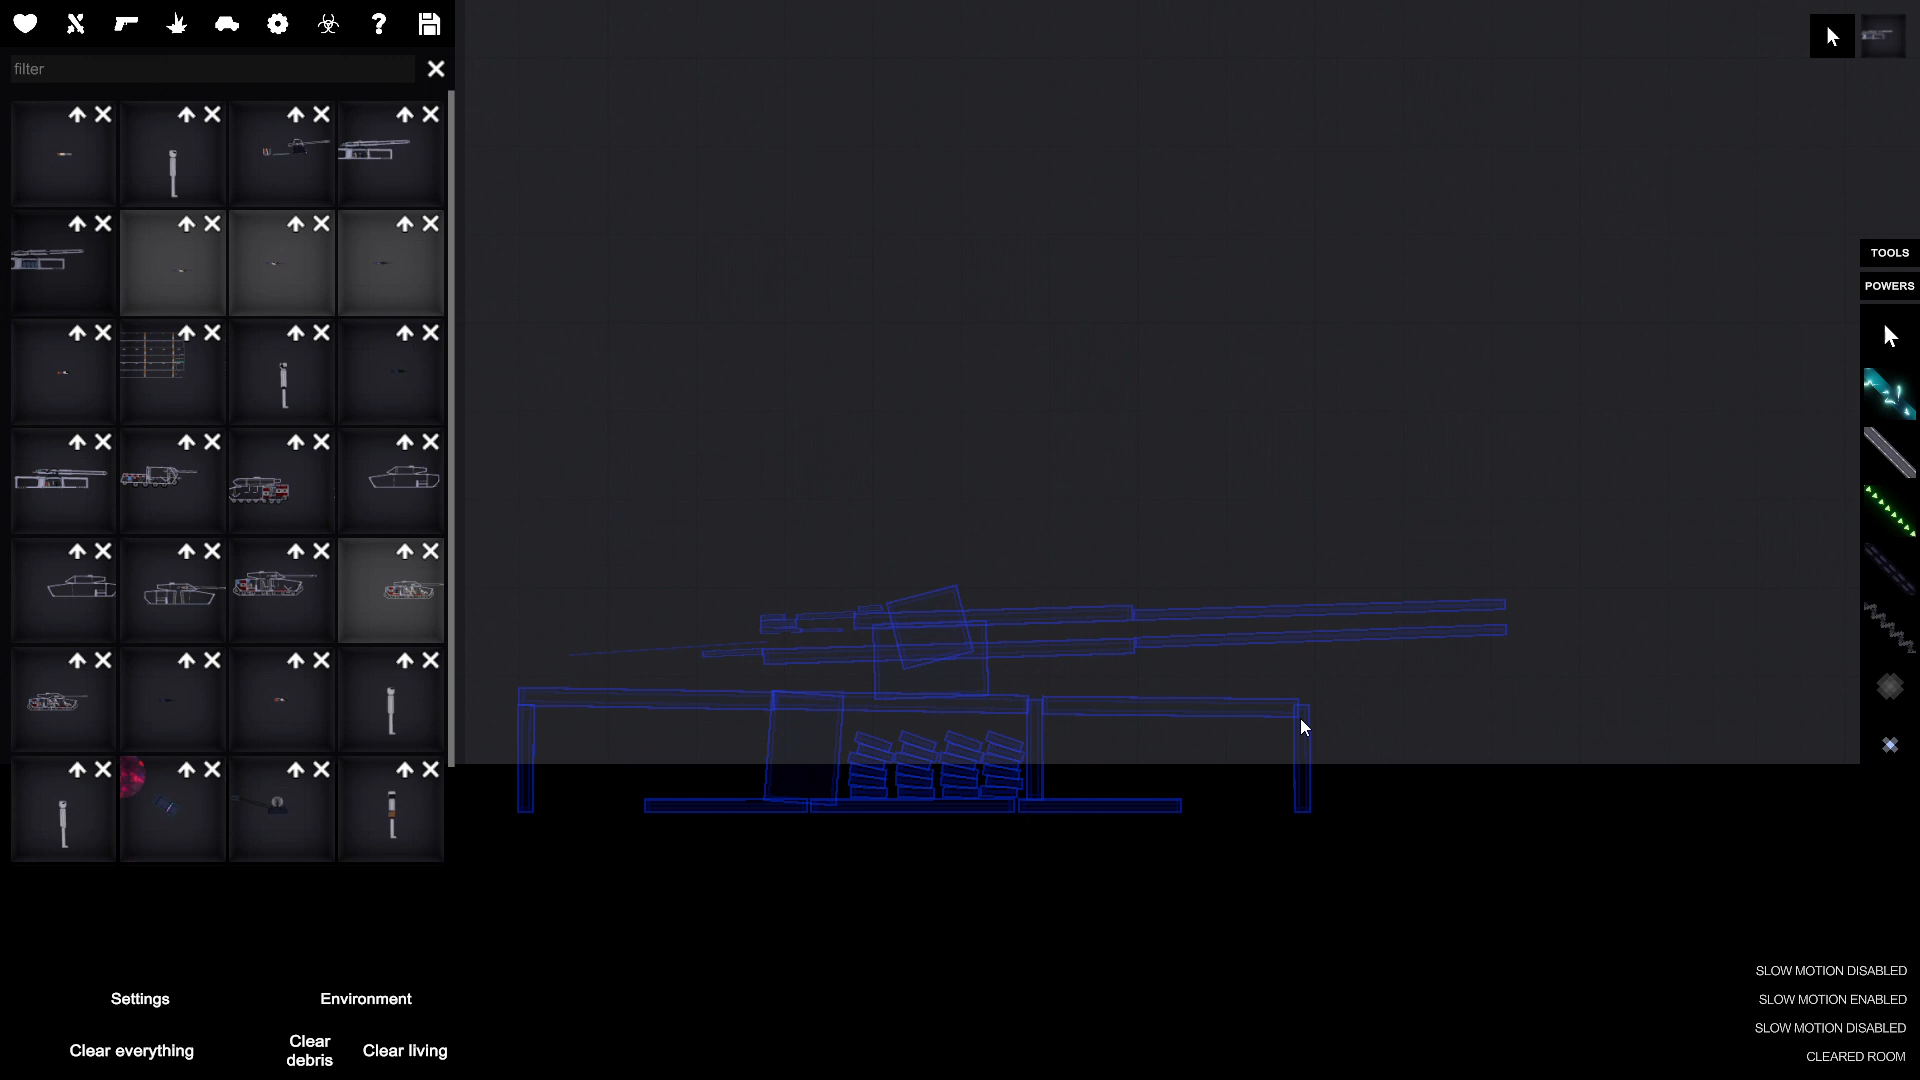 filter
TOOLS
POWERS
Settings
Environment
Clear everything
Clear
debris
Clear living
SLOW MOTION DISABLED
SLOW MOTION ENABLED
SLOW MOTION DISABLED
CLEARED ROOM